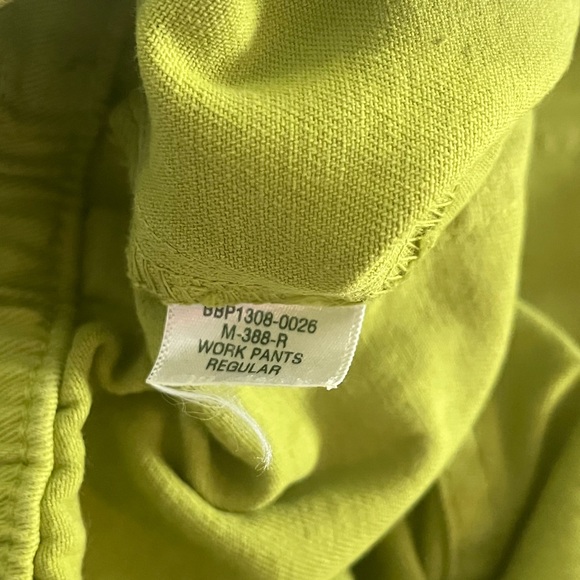 BBP1308-0026
M-388-R
WORK PANTS
REGULAR